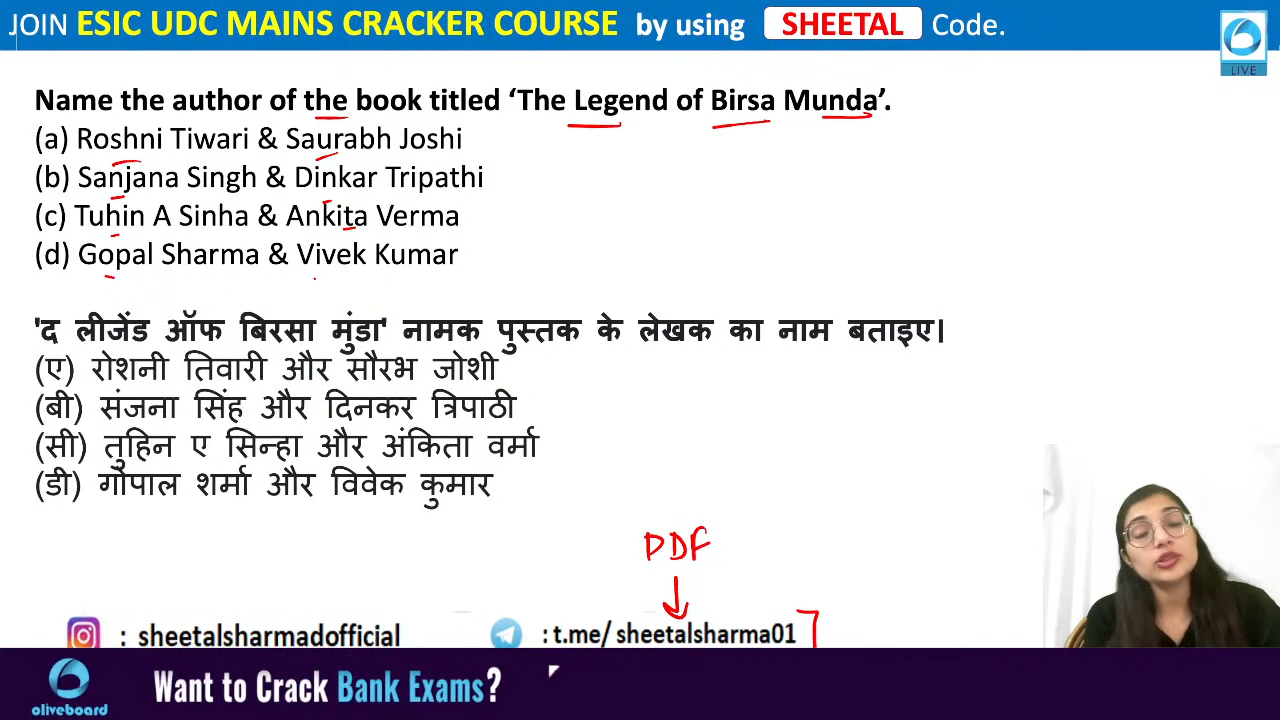 JOIN ESIC UDC MAINS CRACKER COURSE by using SHEETAL Code.
LIVE
Name the author of the book titled ‘The Legend of Birsa Munda’.
(a) Roshni Tiwari & Saurabh Joshi
(b) Sanjana Singh & Dinkar Tripathi
(c) Tuhin A Sinha & Ankita Verma
(d) Gopal Sharma & Vivek Kumar
'द लीजेंड ऑफ बिरसा मुंडा' नामक पुस्तक के लेखक का नाम बताइए।
(ए) रोशनी तिवारी और सौरभ जोशी
(बी) संजना सिंह और दिनकर त्रिपाठी
(सी) तुहिन ए सिन्हा और अंकिता वर्मा
(डी) गोपाल शर्मा और विवेक कुमार
PDF
: sheetalsharmadofficial : t.me/ sheetalsharma01
oliveboard Want to Crack Bank Exams?